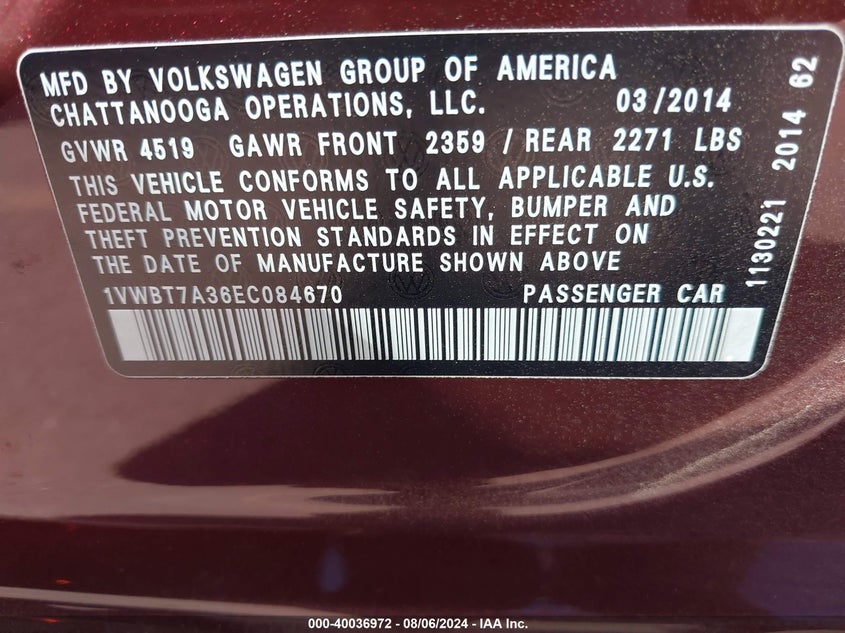 MFD BY VOLKSWAGEN GROUP OF AMERICA
CHATTANOOGA OPERATIONS, LLC. 03/2014
GVWR 4519 GAWR FRONT 2359 / REAR 2271 LBS
THIS VEHICLE CONFORMS TO ALL APPLICABLE U.S.
FEDERAL MOTOR VEHICLE SAFETY, BUMPER AND
THEFT PREVENTION STANDARDS IN EFFECT ON
THE DATE OF MANUFACTURE SHOWN ABOVE
1VWBT7A36EC084670 PASSENGER CAR
1130221 2014 62
000-40036972 - 08/06/2024 - IAA Inc.